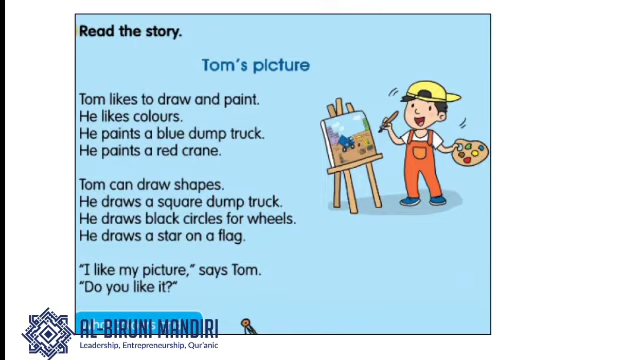 Read the story.
Tom's picture
Tom likes to draw and paint.
He likes colours.
He paints a blue dump truck.
He paints a red crane.
Tom can draw shapes.
He draws a square dump truck.
He draws black circles for wheels.
He draws a star on a flag.
"I like my picture," says Tom.
"Do you like it?"
AL-BIRUNI MANDIRI
Leadership, Entrepreneurship, Qur'anic